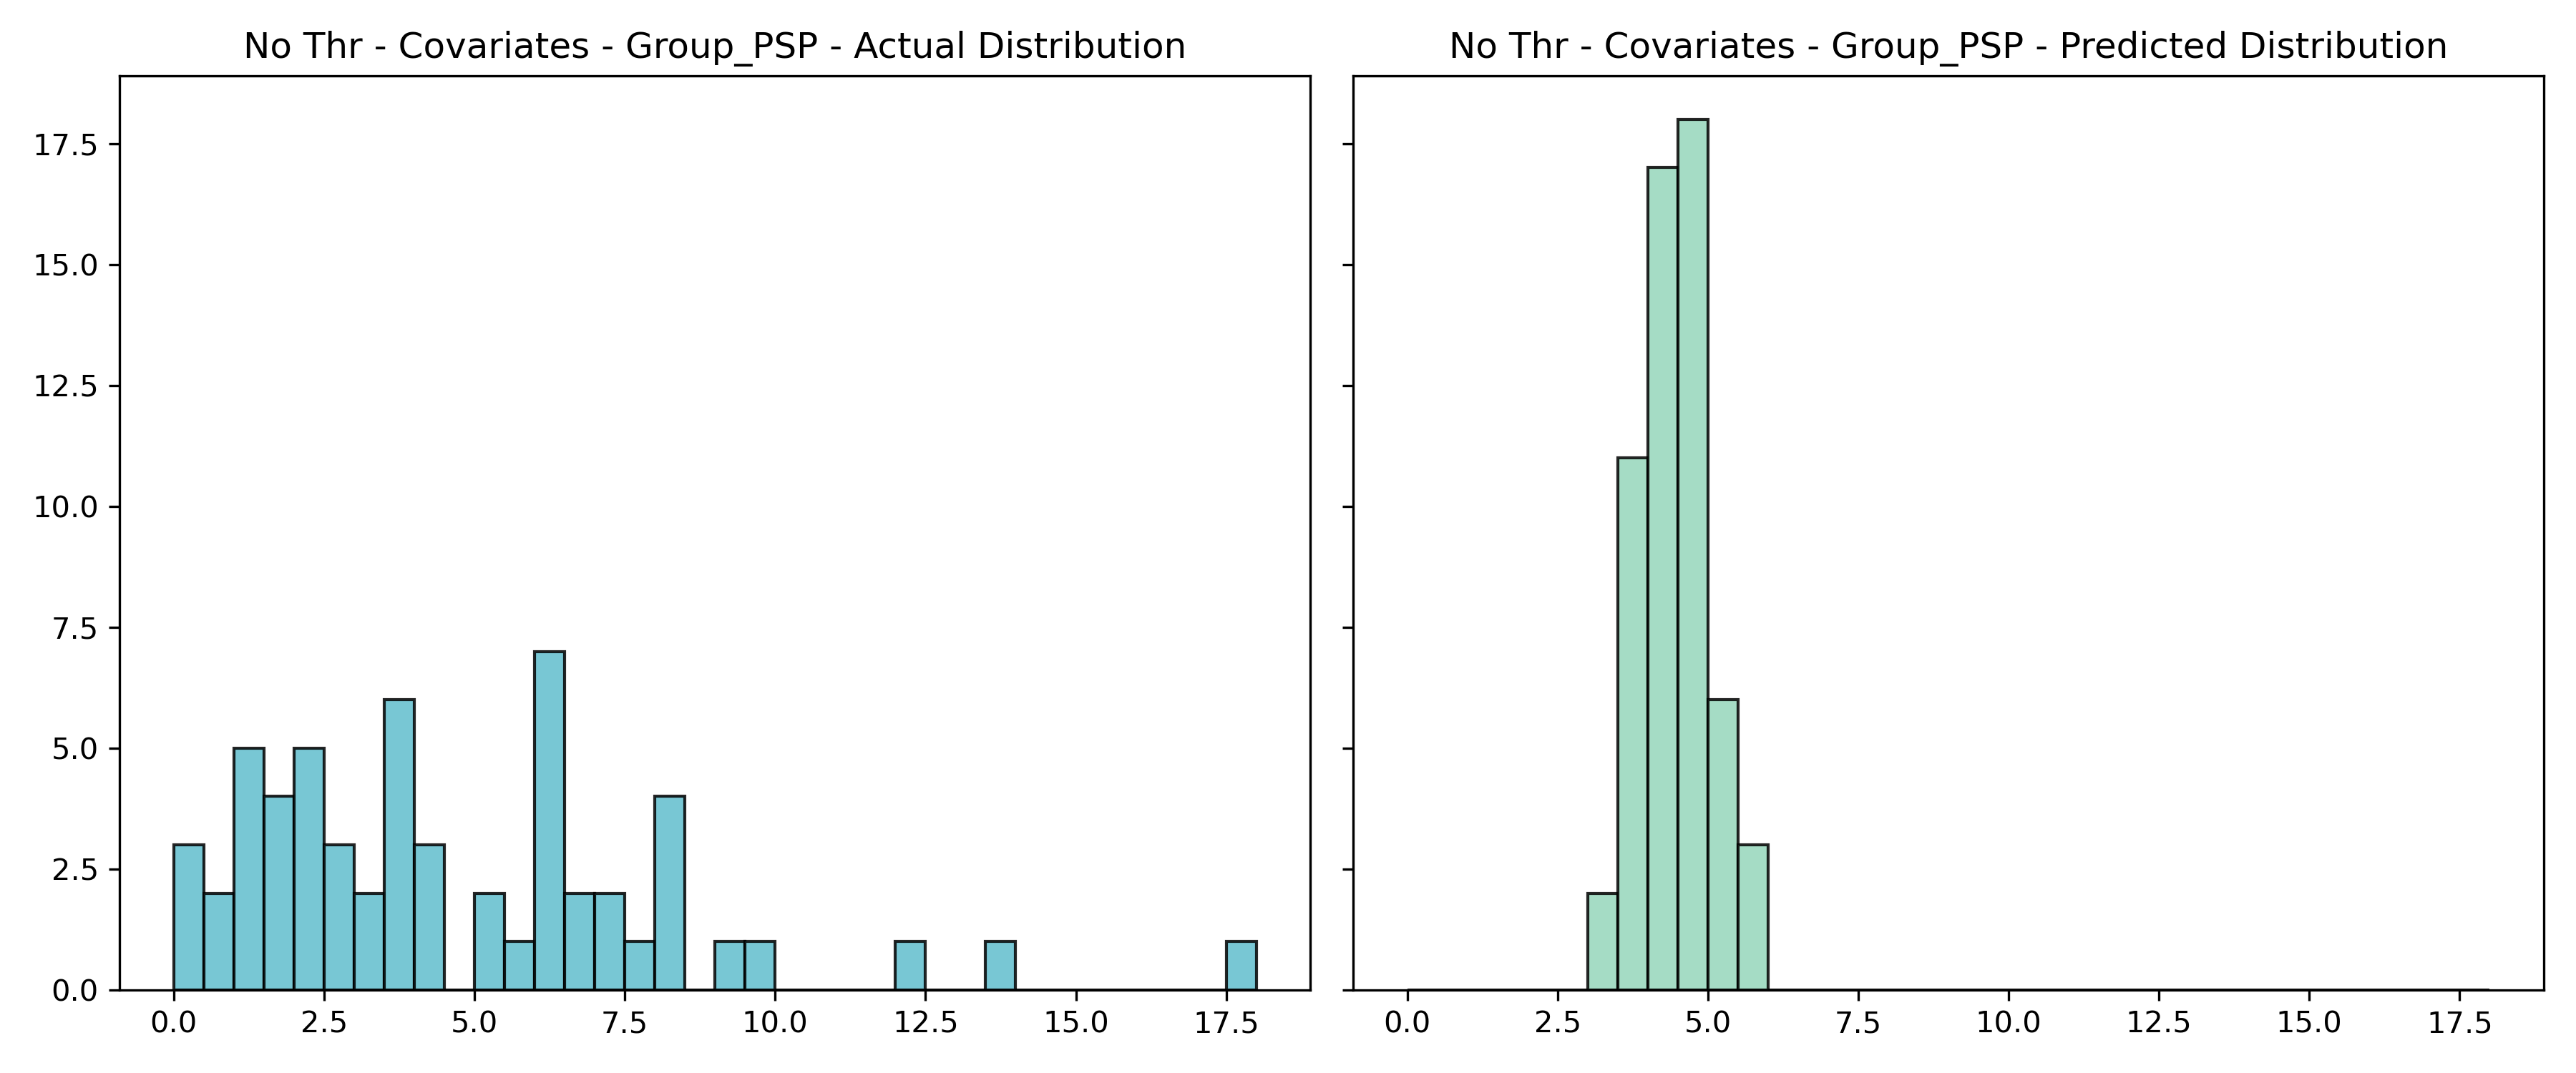 No Thr - Covariates - Group_PSP - Actual Distribution
No Thr - Covariates - Group_PSP - Predicted Distribution
17.5
15.0
12.5
10.0
7.5
5.0
2.5
0.0
0.0 2.5 5.0 7.5 10.0 12.5 15.0 17.5
0.0 2.5 5.0 7.5 10.0 12.5 15.0 17.5